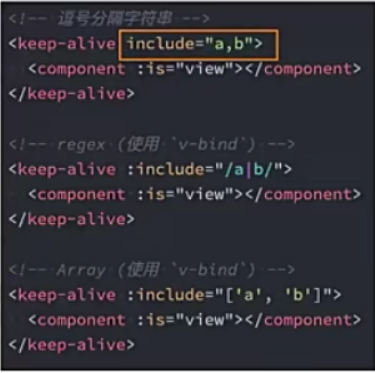 <!-- 逗号分隔字符串 -->
<keep-alive include="a,b">
  <component :is="view"></component>
</keep-alive>

<!-- regex (使用 `v-bind`) -->
<keep-alive :include="/a|b/">
  <component :is="view"></component>
</keep-alive>

<!-- Array (使用 `v-bind`) -->
<keep-alive :include="['a', 'b']">
  <component :is="view"></component>
</keep-alive>